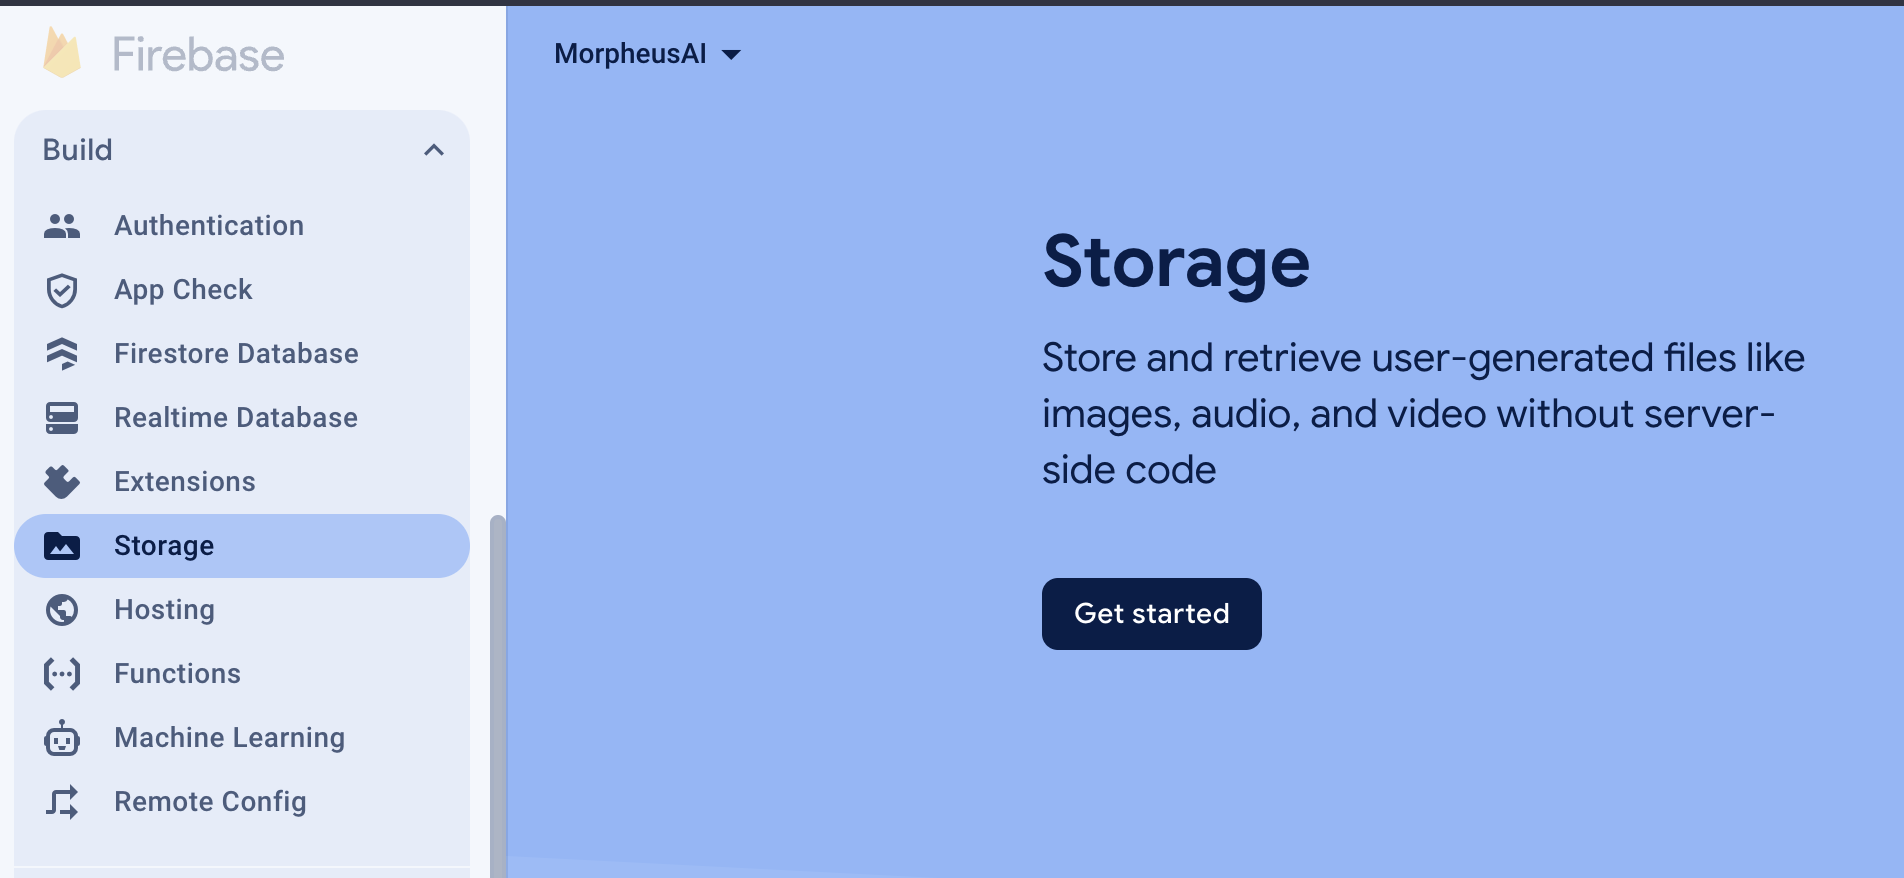 Firebase
Build
Authentication
App Check
Firestore Database
Realtime Database
Extensions
Storage
Hosting
Functions
Machine Learning
Remote Config
MorpheusAI
Storage
Store and retrieve user-generated files like
images, audio, and video without server-
side code
Get started